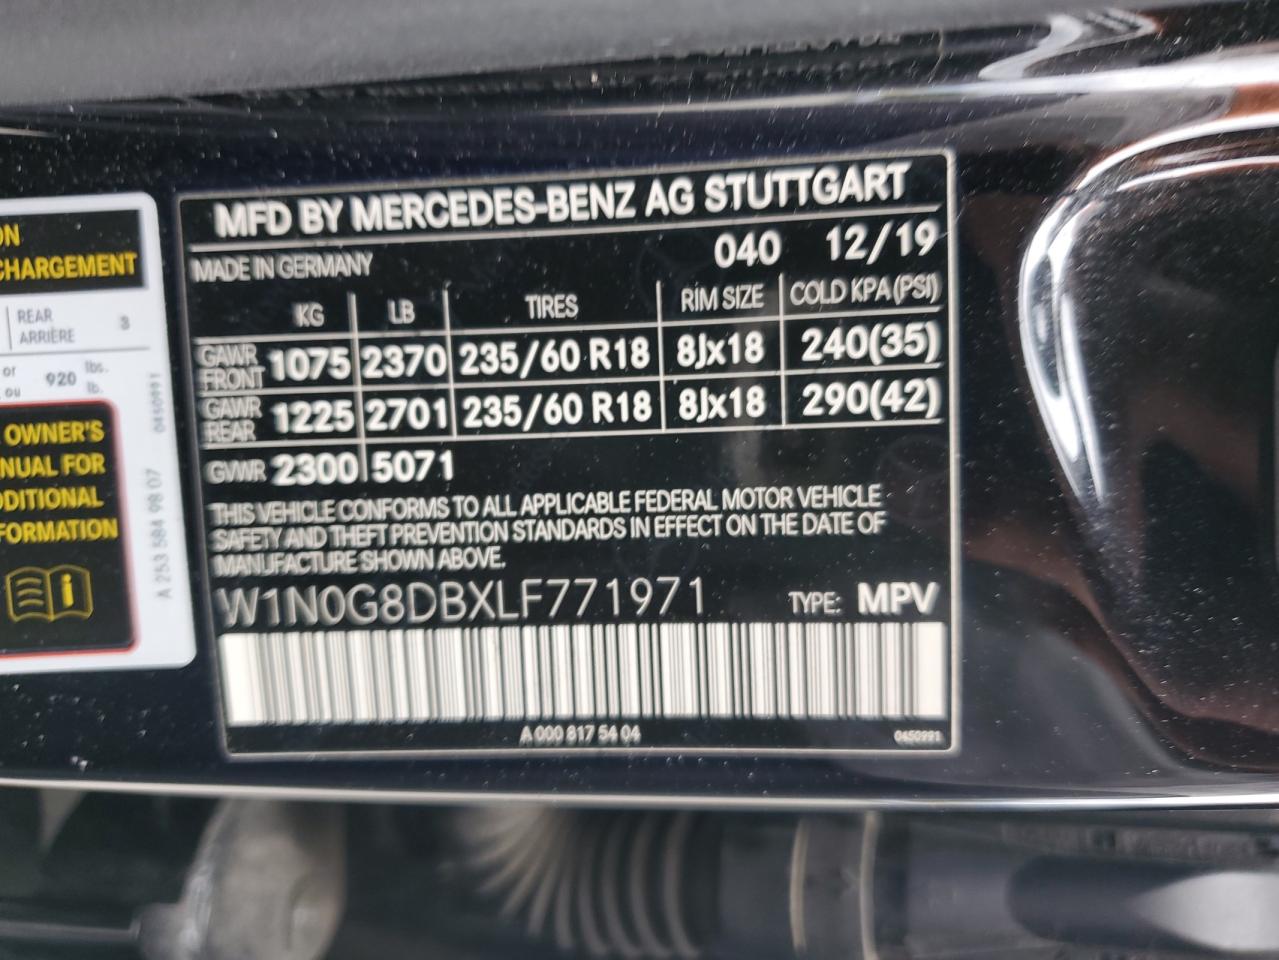 ON
CHARGEMENT
REAR
ARRIÈRE 3
or
ou 920 lbs.
lb.
OWNER'S
NUAL FOR
DDITIONAL
FORMATION
A 253 584 98 07
0450991
MFD BY MERCEDES-BENZ AG STUTTGART
MADE IN GERMANY 040 12/19
KG LB TIRES RIM SIZE COLD KPA (PSI)
GAWR FRONT 1075 2370 235/60 R18 8Jx18 240(35)
GAWR REAR 1225 2701 235/60 R18 8Jx18 290(42)
GVWR 2300 5071
THIS VEHICLE CONFORMS TO ALL APPLICABLE FEDERAL MOTOR VEHICLE
SAFETY AND THEFT PREVENTION STANDARDS IN EFFECT ON THE DATE OF
MANUFACTURE SHOWN ABOVE.
W1N0G8DBXLF771971 TYPE: MPV
A 000 817 54 04 0450991